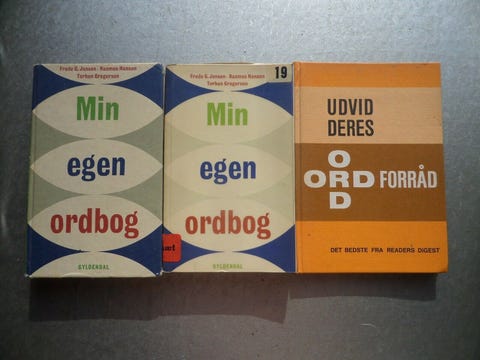 Frede G. Jensen · Rasmus Hansen
Torben Gregersen
Min
egen
ordbog
GYLDENDAL
19
Frede G. Jensen · Rasmus Hansen
Torben Gregersen
Min
egen
ordbog
GYLDENDAL
UDVID
DERES
ORD FORRÅD
ORD
DET BEDSTE FRA READERS DIGEST